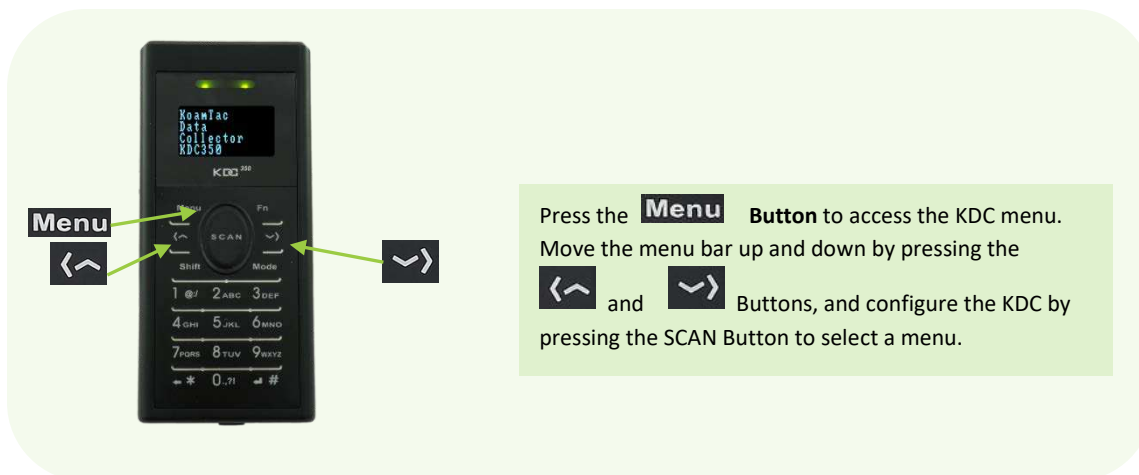 KoamTac
Data
Collector
KDC350
KDC 350
Menu Fn
SCAN
Shift Mode
1 @:/ 2 ABC 3 DEF
4 GHI 5 JKL 6 MNO
7 PQRS 8 TUV 9 WXYZ
* 0 .,?! #
Menu
Press the Menu Button to access the KDC menu.
Move the menu bar up and down by pressing the
and Buttons, and configure the KDC by
pressing the SCAN Button to select a menu.